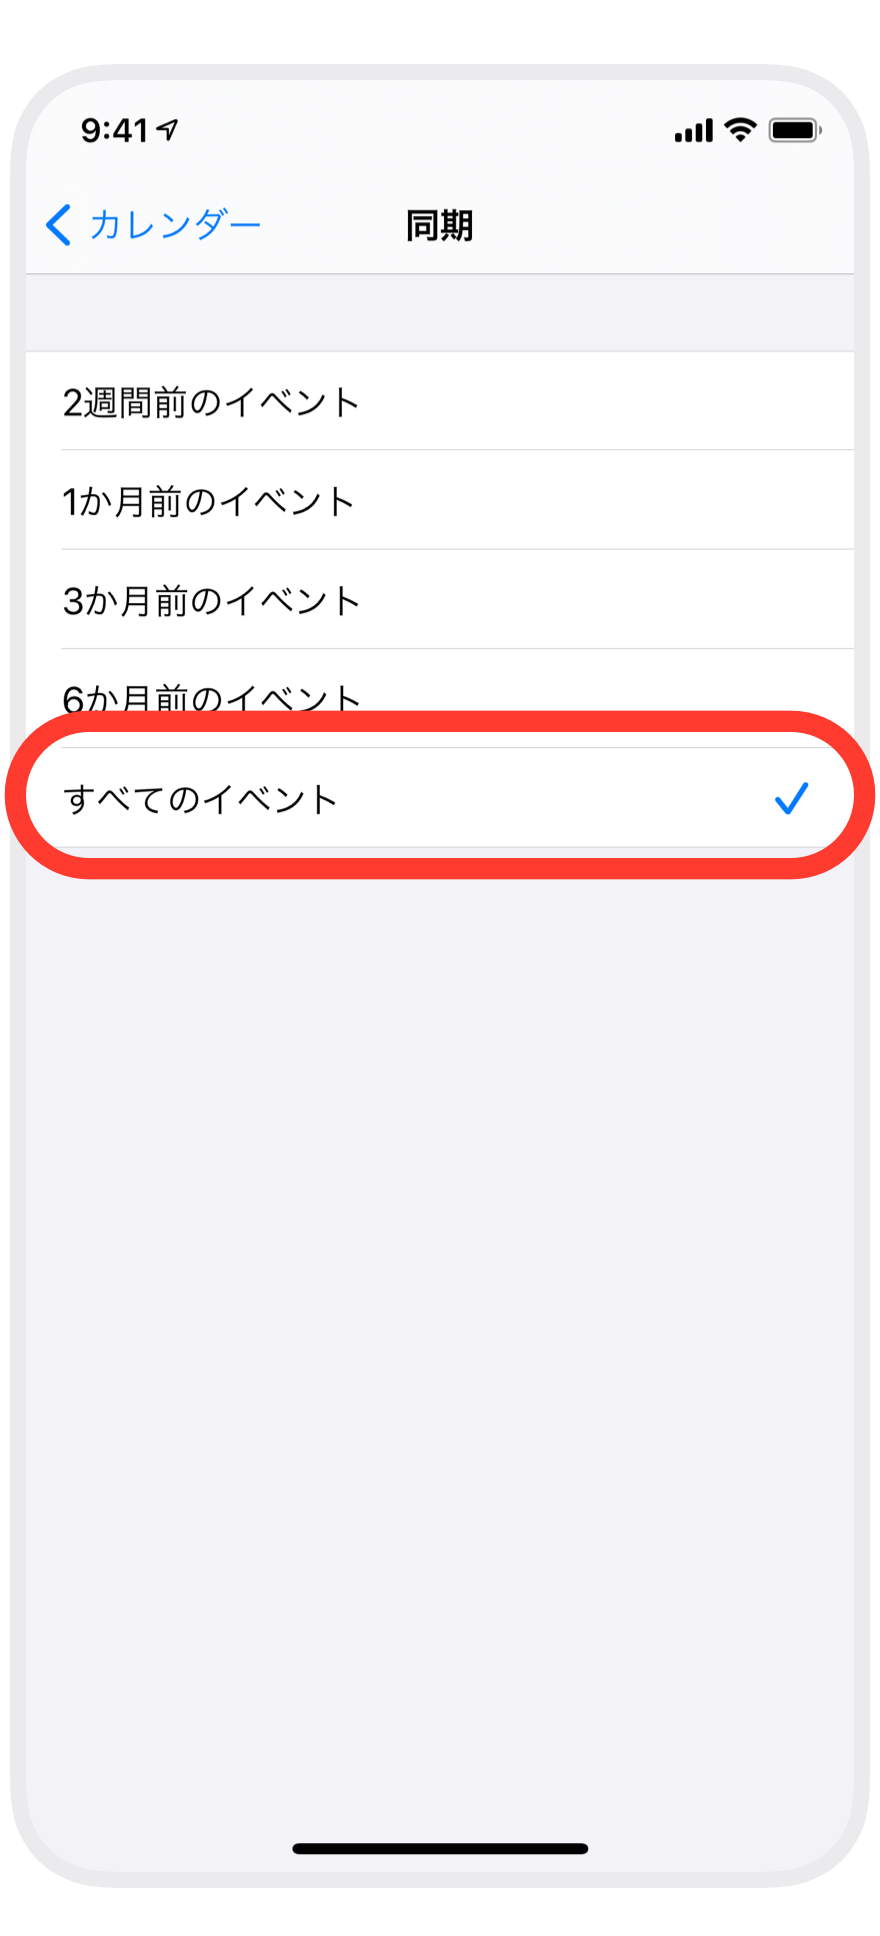 9:41
カレンダー
同期
2週間前のイベント
1か月前のイベント
3か月前のイベント
6か月前のイベント
すべてのイベント